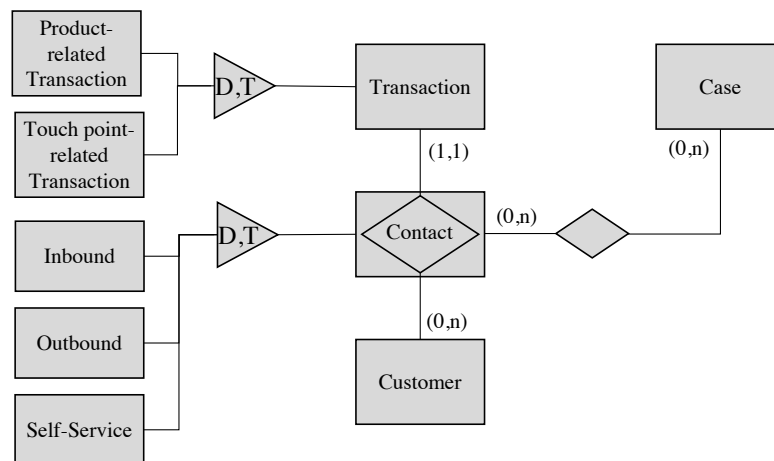 Product-
related
Transaction
D,T
Transaction
Case
Touch point-
related
Transaction
(1,1)
(0,n)
Inbound
D,T
Contact
(0,n)
Outbound
(0,n)
Customer
Self-Service